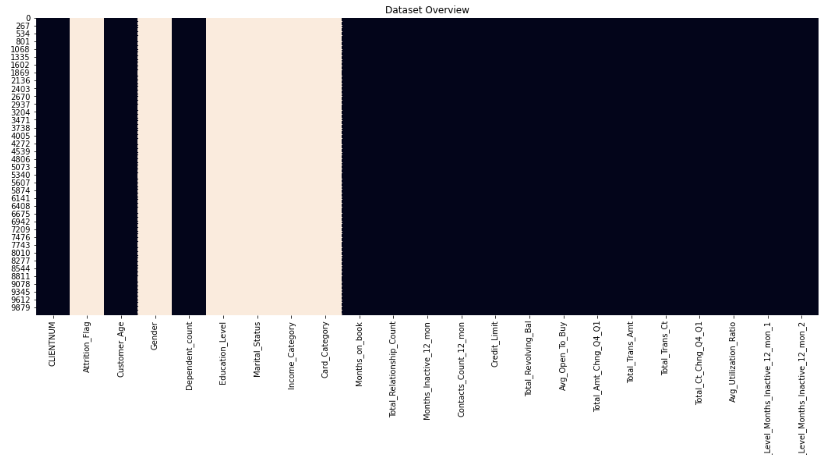 Dataset Overview
0
267
534
801
1068
1335
1602
1869
2136
2403
2670
2937
3204
3471
3738
4005
4272
4539
4806
5073
5340
5607
5874
6141
6408
6675
6942
7209
7476
7743
8010
8277
8544
8811
9078
9345
9612
9879
CLIENTNUM
Attrition_Flag
Customer_Age
Gender
Dependent_count
Education_Level
Marital_Status
Income_Category
Card_Category
Months_on_book
Total_Relationship_Count
Months_Inactive_12_mon
Contacts_Count_12_mon
Credit_Limit
Total_Revolving_Bal
Avg_Open_To_Buy
Total_Amt_Chng_Q4_Q1
Total_Trans_Amt
Total_Trans_Ct
Total_Ct_Chng_Q4_Q1
Avg_Utilization_Ratio
_Level_Months_Inactive_12_mon_1
_Level_Months_Inactive_12_mon_2